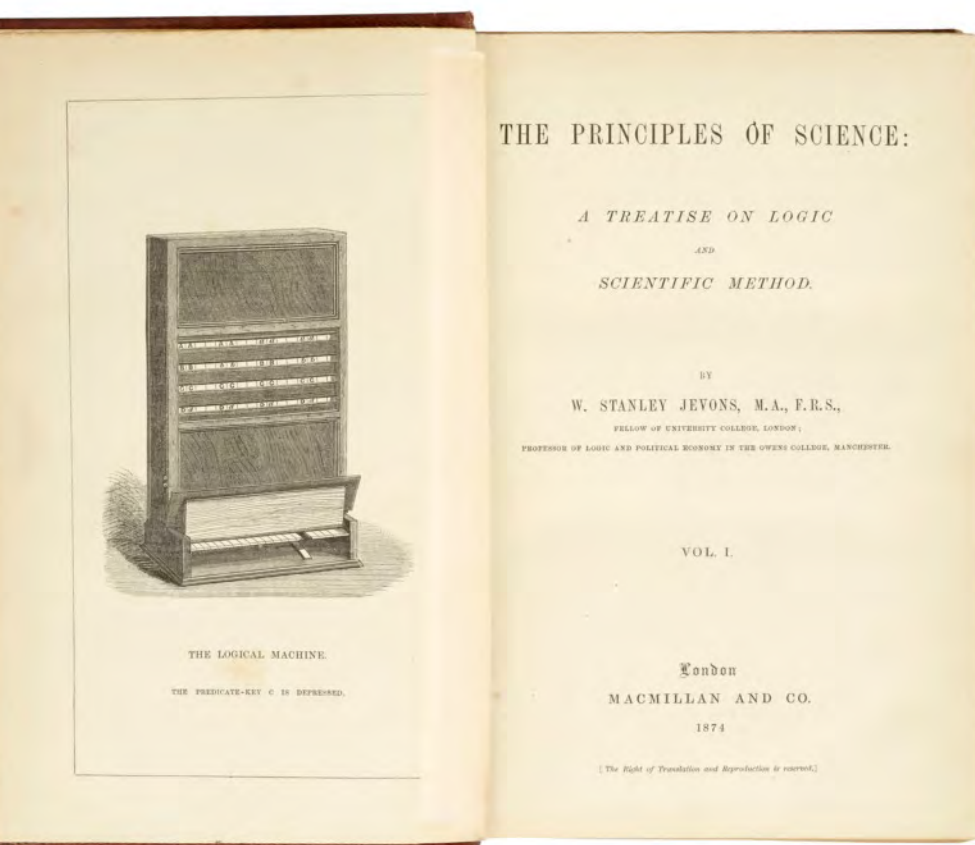 THE LOGICAL MACHINE.
THE PREDICATE-KEY C IS DEPRESSED.
THE PRINCIPLES OF SCIENCE:
A TREATISE ON LOGIC
AND
SCIENTIFIC METHOD.
BY
W. STANLEY JEVONS, M.A., F.R.S.,
FELLOW OF UNIVERSITY COLLEGE, LONDON;
PROFESSOR OF LOGIC AND POLITICAL ECONOMY IN THE OWENS COLLEGE, MANCHESTER.
VOL. I.
London
MACMILLAN AND CO.
1874
[The Right of Translation and Reproduction is reserved.]